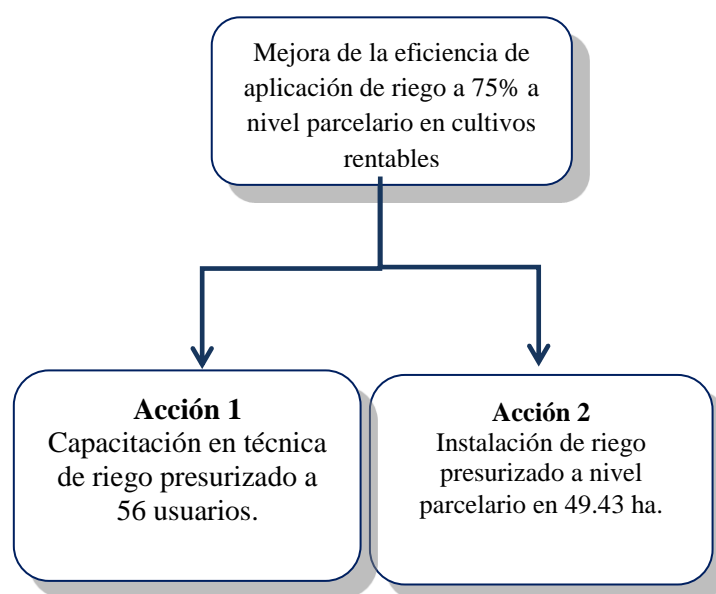 Mejora de la eficiencia de
aplicación de riego a 75% a
nivel parcelario en cultivos
rentables
Acción 1
Capacitación en técnica
de riego presurizado a
56 usuarios.
Acción 2
Instalación de riego
presurizado a nivel
parcelario en 49.43 ha.